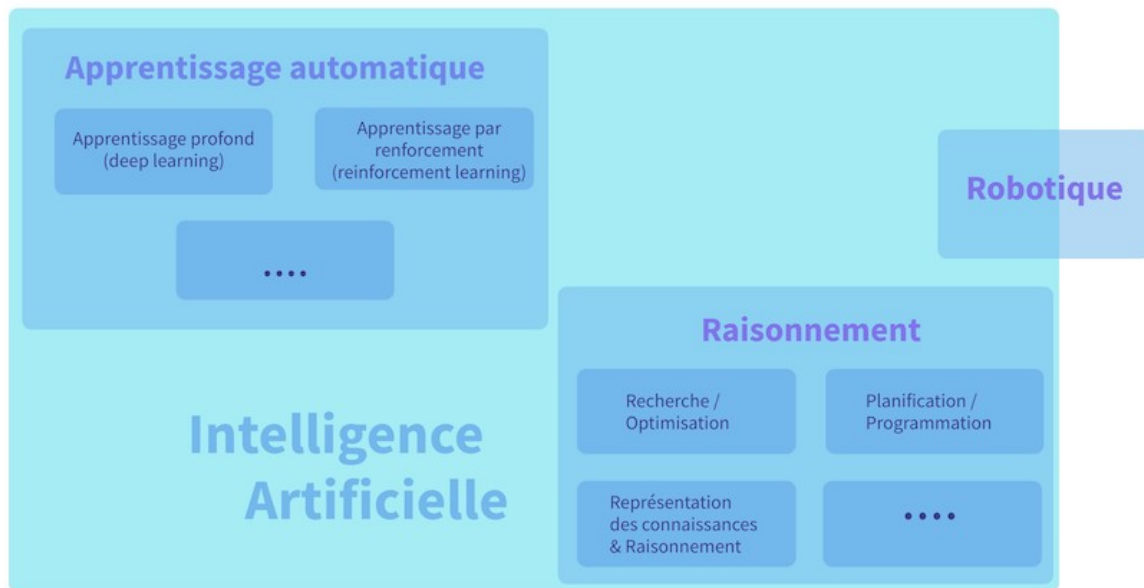 Apprentissage automatique
Apprentissage profond
(deep learning)
Apprentissage par
renforcement
(reinforcement learning)
....
Robotique
Raisonnement
Recherche /
Optimisation
Planification /
Programmation
Représentation
des connaissances
& Raisonnement
....
Intelligence
Artificielle